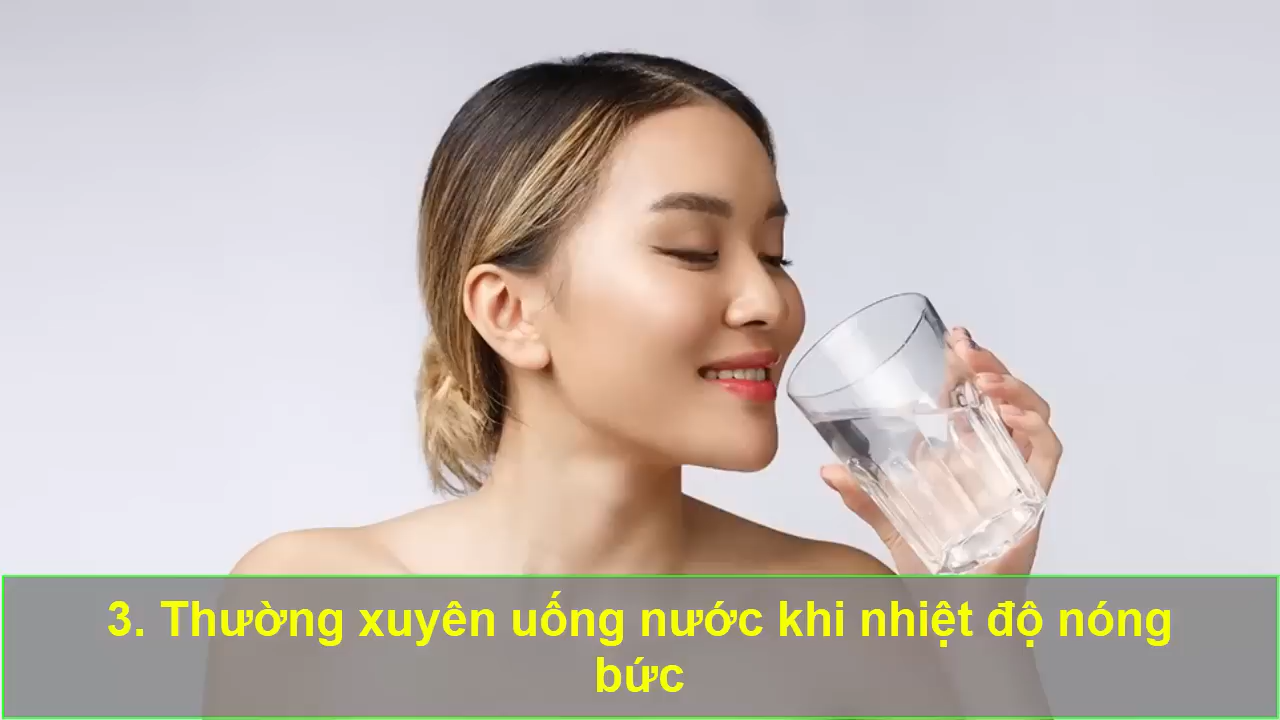 3. Thường xuyên uống nước khi nhiệt độ nóng
bức